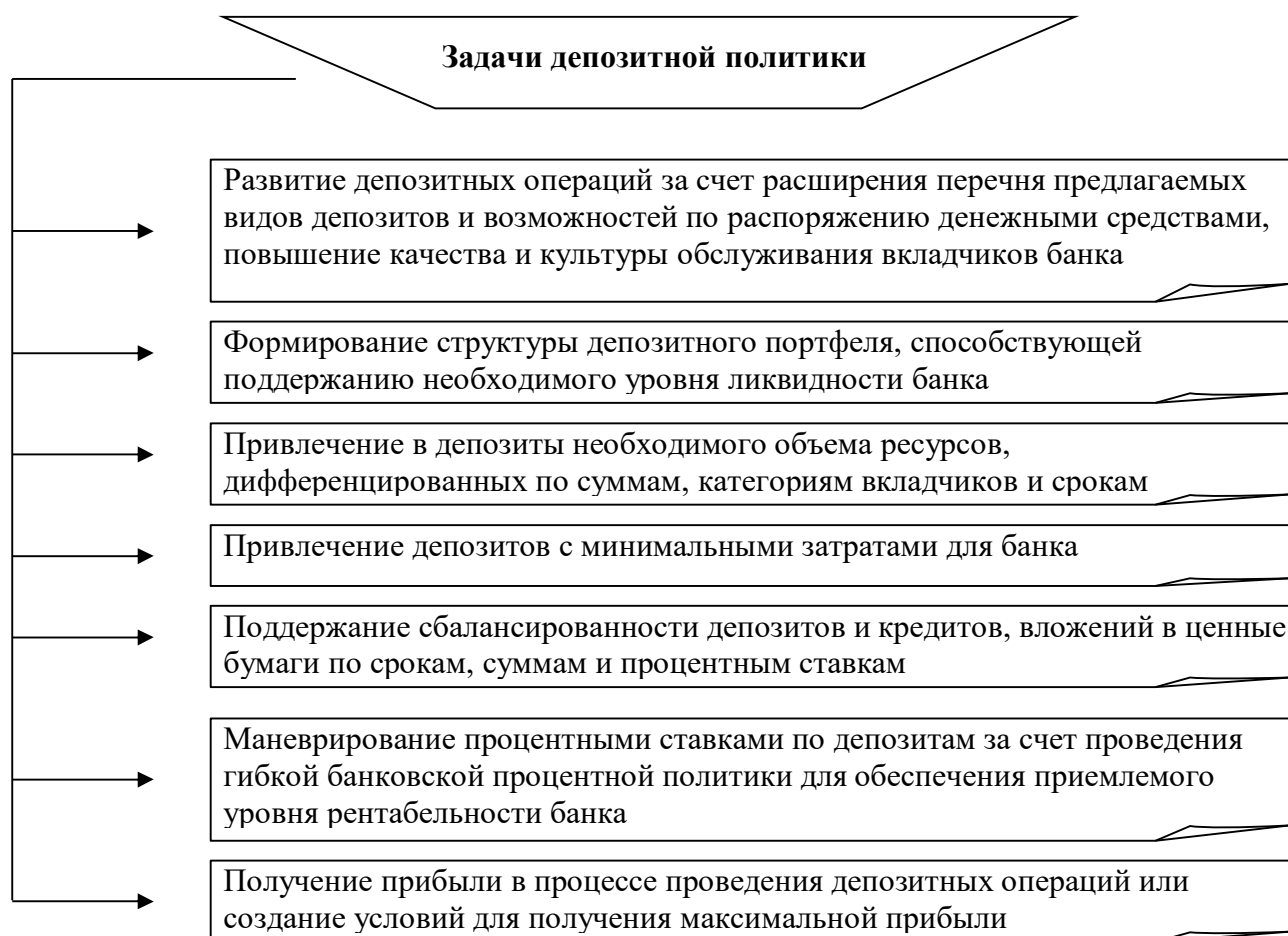 Задачи депозитной политики
Развитие депозитных операций за счет расширения перечня предлагаемых
видов депозитов и возможностей по распоряжению денежными средствами,
повышение качества и культуры обслуживания вкладчиков банка
Формирование структуры депозитного портфеля, способствующей
поддержанию необходимого уровня ликвидности банка
Привлечение в депозиты необходимого объема ресурсов,
дифференцированных по суммам, категориям вкладчиков и срокам
Привлечение депозитов с минимальными затратами для банка
Поддержание сбалансированности депозитов и кредитов, вложений в ценные
бумаги по срокам, суммам и процентным ставкам
Маневрирование процентными ставками по депозитам за счет проведения
гибкой банковской процентной политики для обеспечения приемлемого
уровня рентабельности банка
Получение прибыли в процессе проведения депозитных операций или
создание условий для получения максимальной прибыли